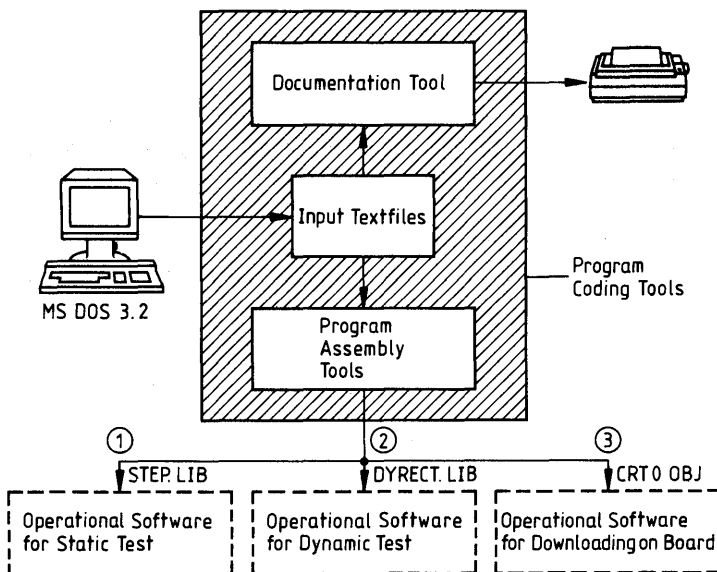 Documentation Tool
Input Textfiles
MS DOS 3.2
Program
Coding Tools
Program
Assembly
Tools
1
2
3
STEP. LIB
DYRECT. LIB
CRT0 OBJ
Operational Software
for Static Test
Operational Software
for Dynamic Test
Operational Software
for Downloading on Board